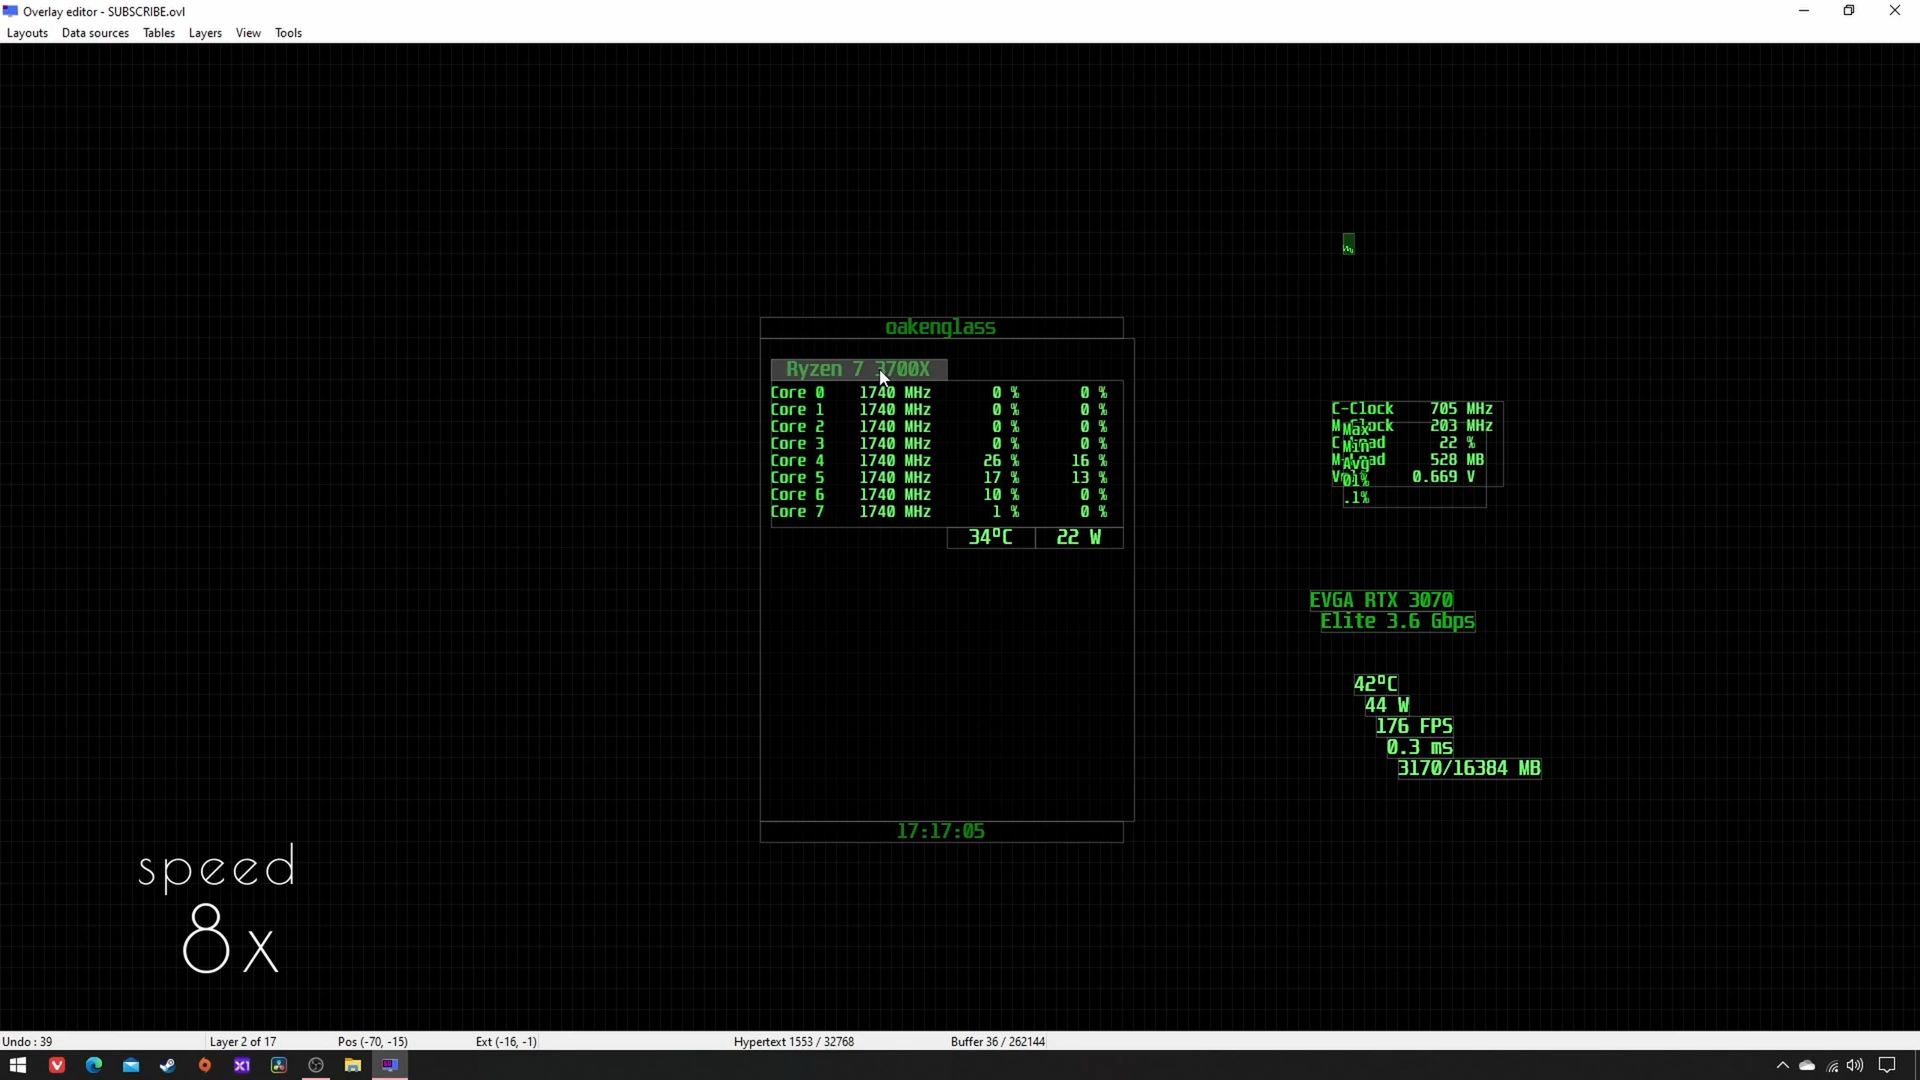 Overlay editor - SUBSCRIBE.ovl
Layouts Data sources Tables Layers View Tools
oakenglass
Ryzen 7 3700X
Core 0 1740 MHz 0 % 0 %
Core 1 1740 MHz 0 % 0 %
Core 2 1740 MHz 0 % 0 %
Core 3 1740 MHz 0 % 0 %
Core 4 1740 MHz 26 % 16 %
Core 5 1740 MHz 17 % 13 %
Core 6 1740 MHz 10 % 0 %
Core 7 1740 MHz 1 % 0 %
34°C 22 W
17:17:05
C-Clock 705 MHz
203 MHz
Max
22 %
Min
528 MB
Avg
0.669 V
.1%
EVGA RTX 3070
Elite 3.6 Gbps
42°C
44 W
176 FPS
0.3 ms
3170/16384 MB
speed
8x
Undo : 39 Layer 2 of 17 Pos (-70, -15) Ext (-16, -1) Hypertext 1553 / 32768 Buffer 36 / 262144
X1